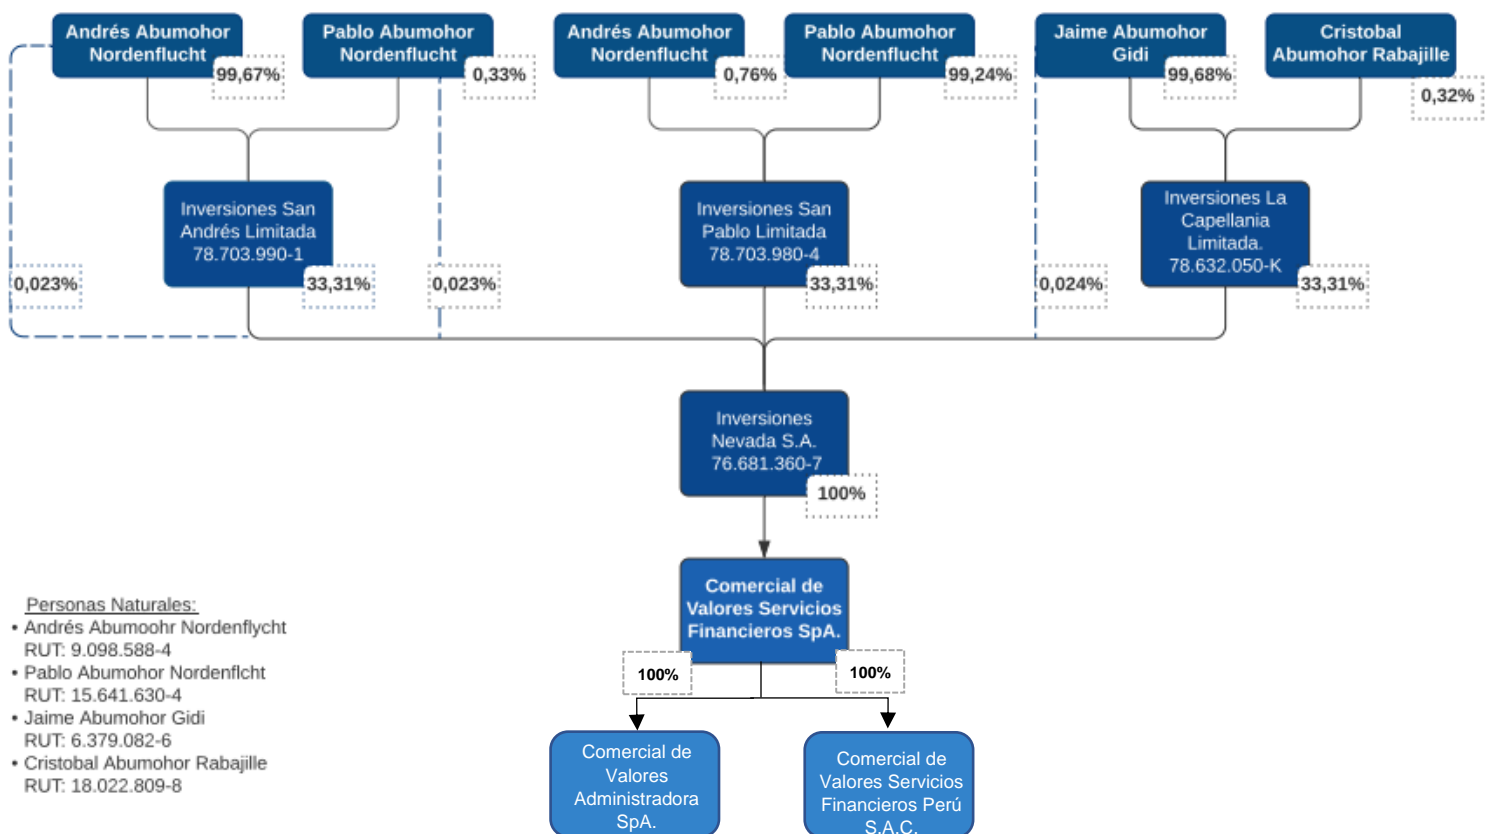 Andrés Abumohor
Nordenflucht
99,67%
Pablo Abumohor
Nordenflucht
0,33%
Andrés Abumohor
Nordenflucht
0,76%
Pablo Abumohor
Nordenflucht
99,24%
Jaime Abumohor
Gidi
99,68%
Cristobal
Abumohor Rabajille
0,32%
Inversiones San
Andrés Limitada
78.703.990-1
Inversiones San
Pablo Limitada
78.703.980-4
Inversiones La
Capellania
Limitada.
78.632.050-K
0,023%
33,31%
0,023%
33,31%
0,024%
33,31%
Inversiones
Nevada S.A.
76.681.360-7
100%
Comercial de
Valores Servicios
Financieros SpA.
100%
100%
Comercial de
Valores
Administradora
SpA.
Comercial de
Valores Servicios
Financieros Perú
S.A.C.
Personas Naturales:
• Andrés Abumoohr Nordenflycht
RUT: 9.098.588-4
• Pablo Abumohor Nordenflcht
RUT: 15.641.630-4
• Jaime Abumohor Gidi
RUT: 6.379.082-6
• Cristobal Abumohor Rabajille
RUT: 18.022.809-8